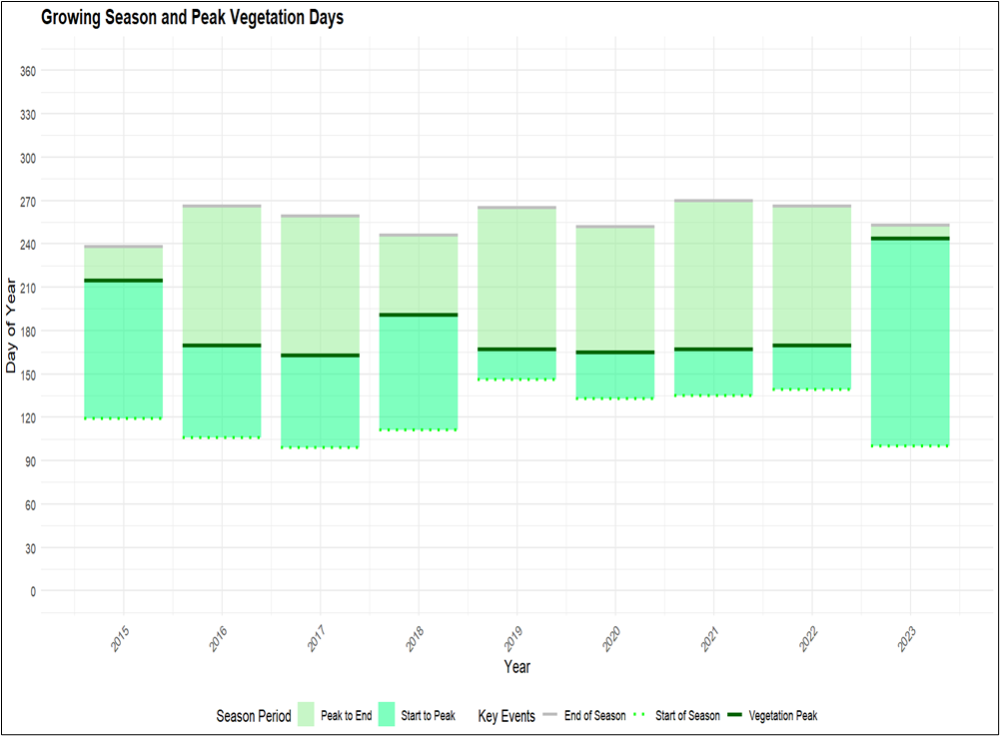 Growing Season and Peak Vegetation Days
360
330
300
270
240
210
180
150
120
90
60
30
0
Day of Year
2015 2016 2017 2018 2019 2020 2021 2022 2023
Year
Season Period Peak to End Start to Peak Key Events End of Season Start of Season Vegetation Peak